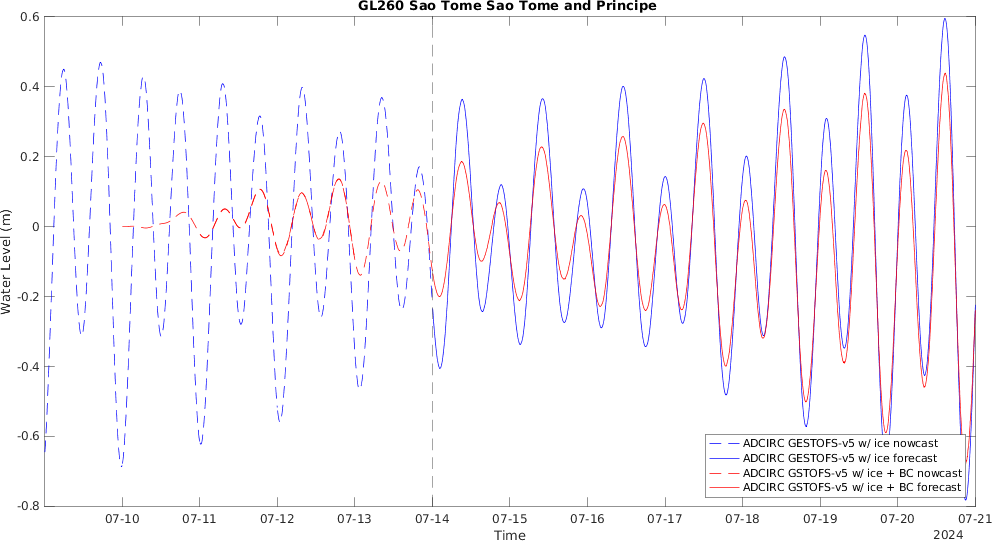 GL260 Sao Tome Sao Tome and Principe
Water Level (m)
0.6
0.4
0.2
0
-0.2
-0.4
-0.6
-0.8
ADCIRC GESTOFS-v5 w/ ice nowcast
ADCIRC GESTOFS-v5 w/ ice forecast
ADCIRC GSTOFS-v5 w/ ice + BC nowcast
ADCIRC GSTOFS-v5 w/ ice + BC forecast
07-10 07-11 07-12 07-13 07-14 07-15 07-16 07-17 07-18 07-19 07-20 07-21
Time
2024